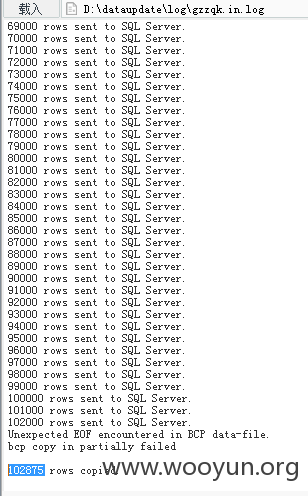 載入 D:\dataupdate\log\gzzqk.in.log
69000 rows sent to SQL Server.
70000 rows sent to SQL Server.
71000 rows sent to SQL Server.
72000 rows sent to SQL Server.
73000 rows sent to SQL Server.
74000 rows sent to SQL Server.
75000 rows sent to SQL Server.
76000 rows sent to SQL Server.
77000 rows sent to SQL Server.
78000 rows sent to SQL Server.
79000 rows sent to SQL Server.
80000 rows sent to SQL Server.
81000 rows sent to SQL Server.
82000 rows sent to SQL Server.
83000 rows sent to SQL Server.
84000 rows sent to SQL Server.
85000 rows sent to SQL Server.
86000 rows sent to SQL Server.
87000 rows sent to SQL Server.
88000 rows sent to SQL Server.
89000 rows sent to SQL Server.
90000 rows sent to SQL Server.
91000 rows sent to SQL Server.
92000 rows sent to SQL Server.
93000 rows sent to SQL Server.
94000 rows sent to SQL Server.
95000 rows sent to SQL Server.
96000 rows sent to SQL Server.
97000 rows sent to SQL Server.
98000 rows sent to SQL Server.
99000 rows sent to SQL Server.
100000 rows sent to SQL Server.
101000 rows sent to SQL Server.
102000 rows sent to SQL Server.
Unexpected EOF encountered in BCP data-file.
bcp copy in partially failed
102875 rows copied.
www.wooyun.org